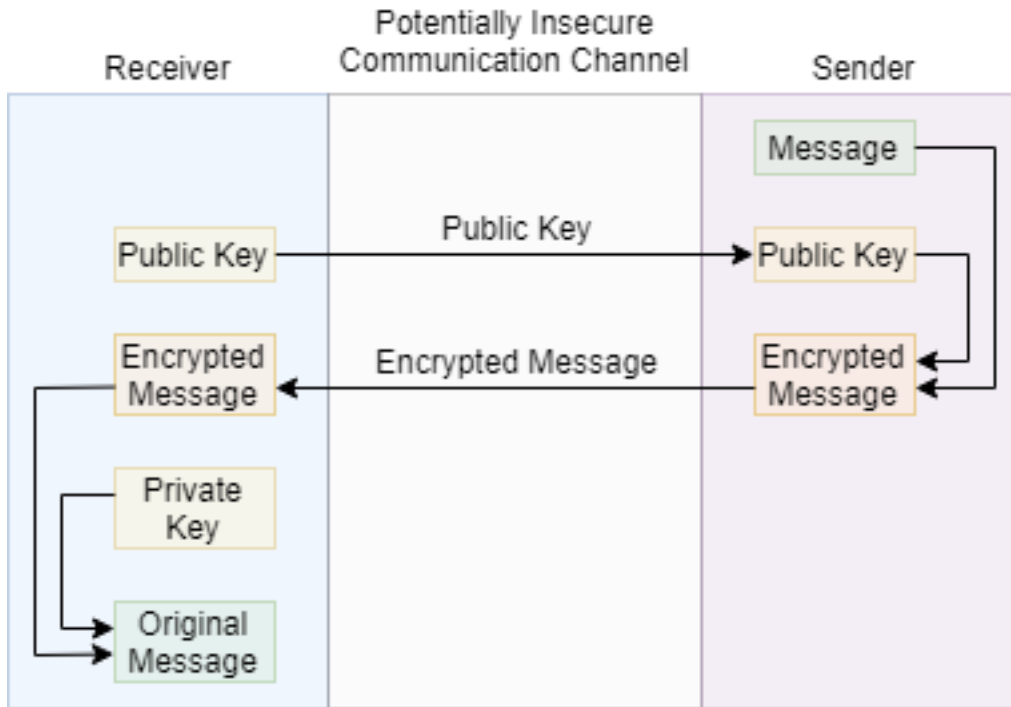 Potentially Insecure
Communication Channel
Receiver
Sender
Message
Public Key
Public Key
Public Key
Encrypted
Message
Encrypted Message
Encrypted
Message
Private
Key
Original
Message